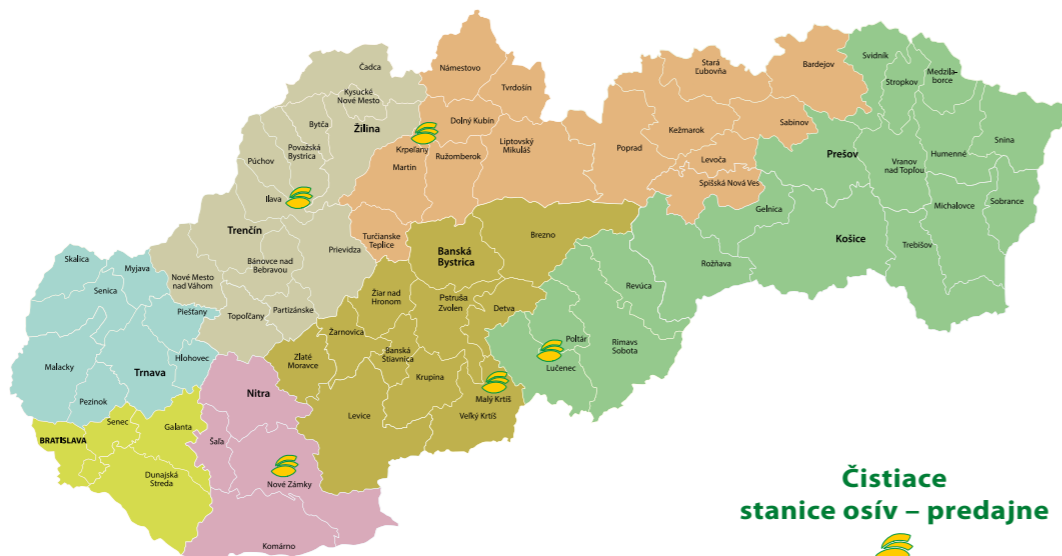 Čadca
Námestovo
Tvrdošín
Stará
Ľubovňa
Bardejov
Svidník
Stropkov
Medzila-
borce
Kysucké
Nové Mesto
Bytča
Žilina
Dolný Kubín
Kežmarok
Sabinov
Snina
Považská
Bystrica
Púchov
Krpeľany
Martin
Ružomberok
Liptovský
Mikuláš
Poprad
Levoča
Prešov
Vranov
nad Topľou
Humenné
Ilava
Spišská Nová Ves
Gelnica
Michalovce
Sobrance
Trenčín
Turčianske
Teplice
Prievidza
Brezno
Košice
Trebišov
Skalica
Myjava
Senica
Nové Mesto
nad Váhom
Bánovce nad
Bebravou
Banská
Bystrica
Rožňava
Piešťany
Topoľčany
Partizánske
Žiar nad
Hronom
Pstruša
Zvolen
Detva
Revúca
Malacky
Trnava
Hlohovec
Žarnovica
Zlaté
Moravce
Banská
Štiavnica
Krupina
Poltár
Lučenec
Rimavs
Sobota
Pezinok
Nitra
Levice
Malý Krtíš
Veľký Krtíš
BRATISLAVA
Senec
Galanta
Šaľa
Dunajská
Streda
Nové Zámky
Komárno
Čistiace
stanice osív – predajne